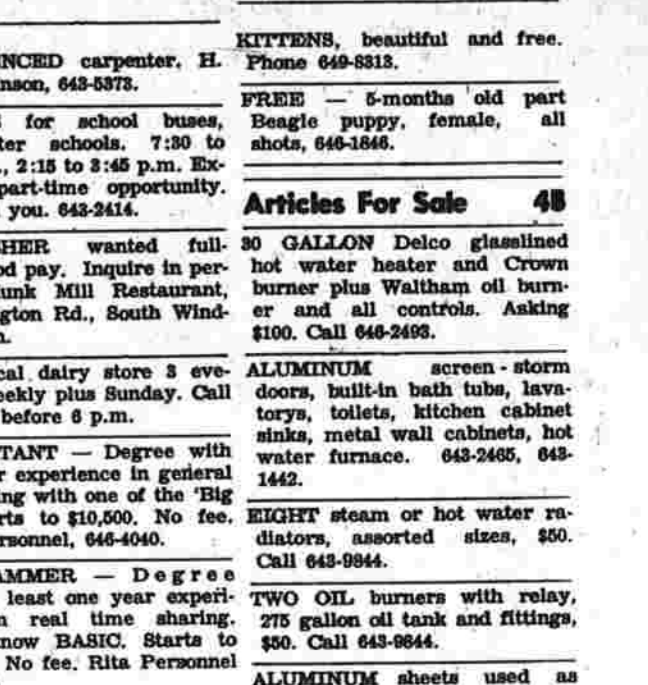 NCED carpenter, H.
nson, 643-5373.
for school buses,
ter schools. 7:30 to
., 2:15 to 3:45 p.m. Ex-
part-time opportunity.
you. 643-2414.
HER wanted full-
od pay. Inquire in per-
unk Mill Restaurant,
gton Rd., South Wind-
cal dairy store 3 eve-
eekly plus Sunday. Call
before 6 p.m.
TANT — Degree with
r experience in general
ing with one of the 'Big
rts to $10,500. No fee.
rsonnel, 646-4040.
AMMER — Degree
least one year experi-
n real time sharing.
now BASIC. Starts to
No fee. Rita Personnel
KITTENS, beautiful and free.
Phone 649-8313.
FREE — 5-months old part
Beagle puppy, female, all
shots, 646-1846.
Articles For Sale 45
30 GALLON Delco glasslined
hot water heater and Crown
burner plus Waltham oil burn-
er and all controls. Asking
$100. Call 646-2493.
ALUMINUM screen - storm
doors, built-in bath tubs, lava-
torys, toilets, kitchen cabinet
sinks, metal wall cabinets, hot
water furnace. 643-2465, 643-
1442.
EIGHT steam or hot water ra-
diators, assorted sizes, $50.
Call 643-9844.
TWO OIL burners with relay,
275 gallon oil tank and fittings,
$50. Call 643-9644.
ALUMINUM sheets used as